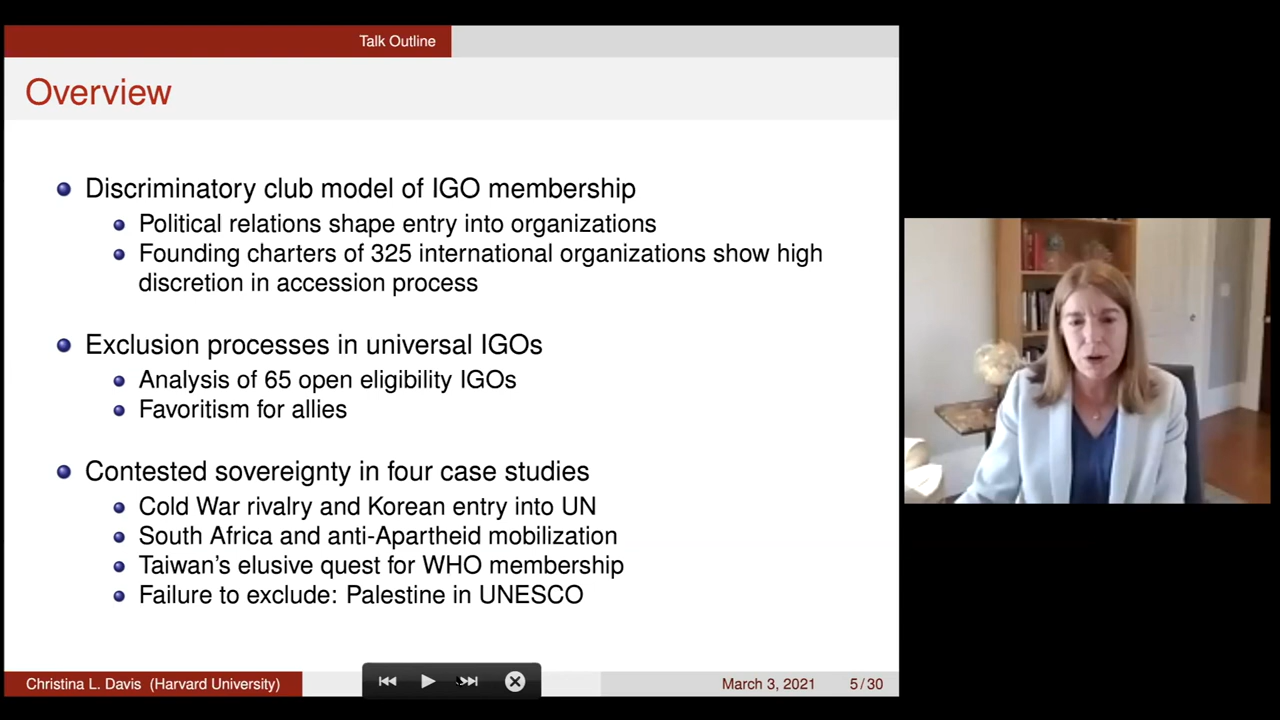 Talk Outline
Overview
Discriminatory club model of IGO membership
Political relations shape entry into organizations
Founding charters of 325 international organizations show high
discretion in accession process
Exclusion processes in universal IGOs
Analysis of 65 open eligibility IGOs
Favoritism for allies
Contested sovereignty in four case studies
Cold War rivalry and Korean entry into UN
South Africa and anti-Apartheid mobilization
Taiwan's elusive quest for WHO membership
Failure to exclude: Palestine in UNESCO
Christina L. Davis (Harvard University)
March 3, 2021 5 / 30